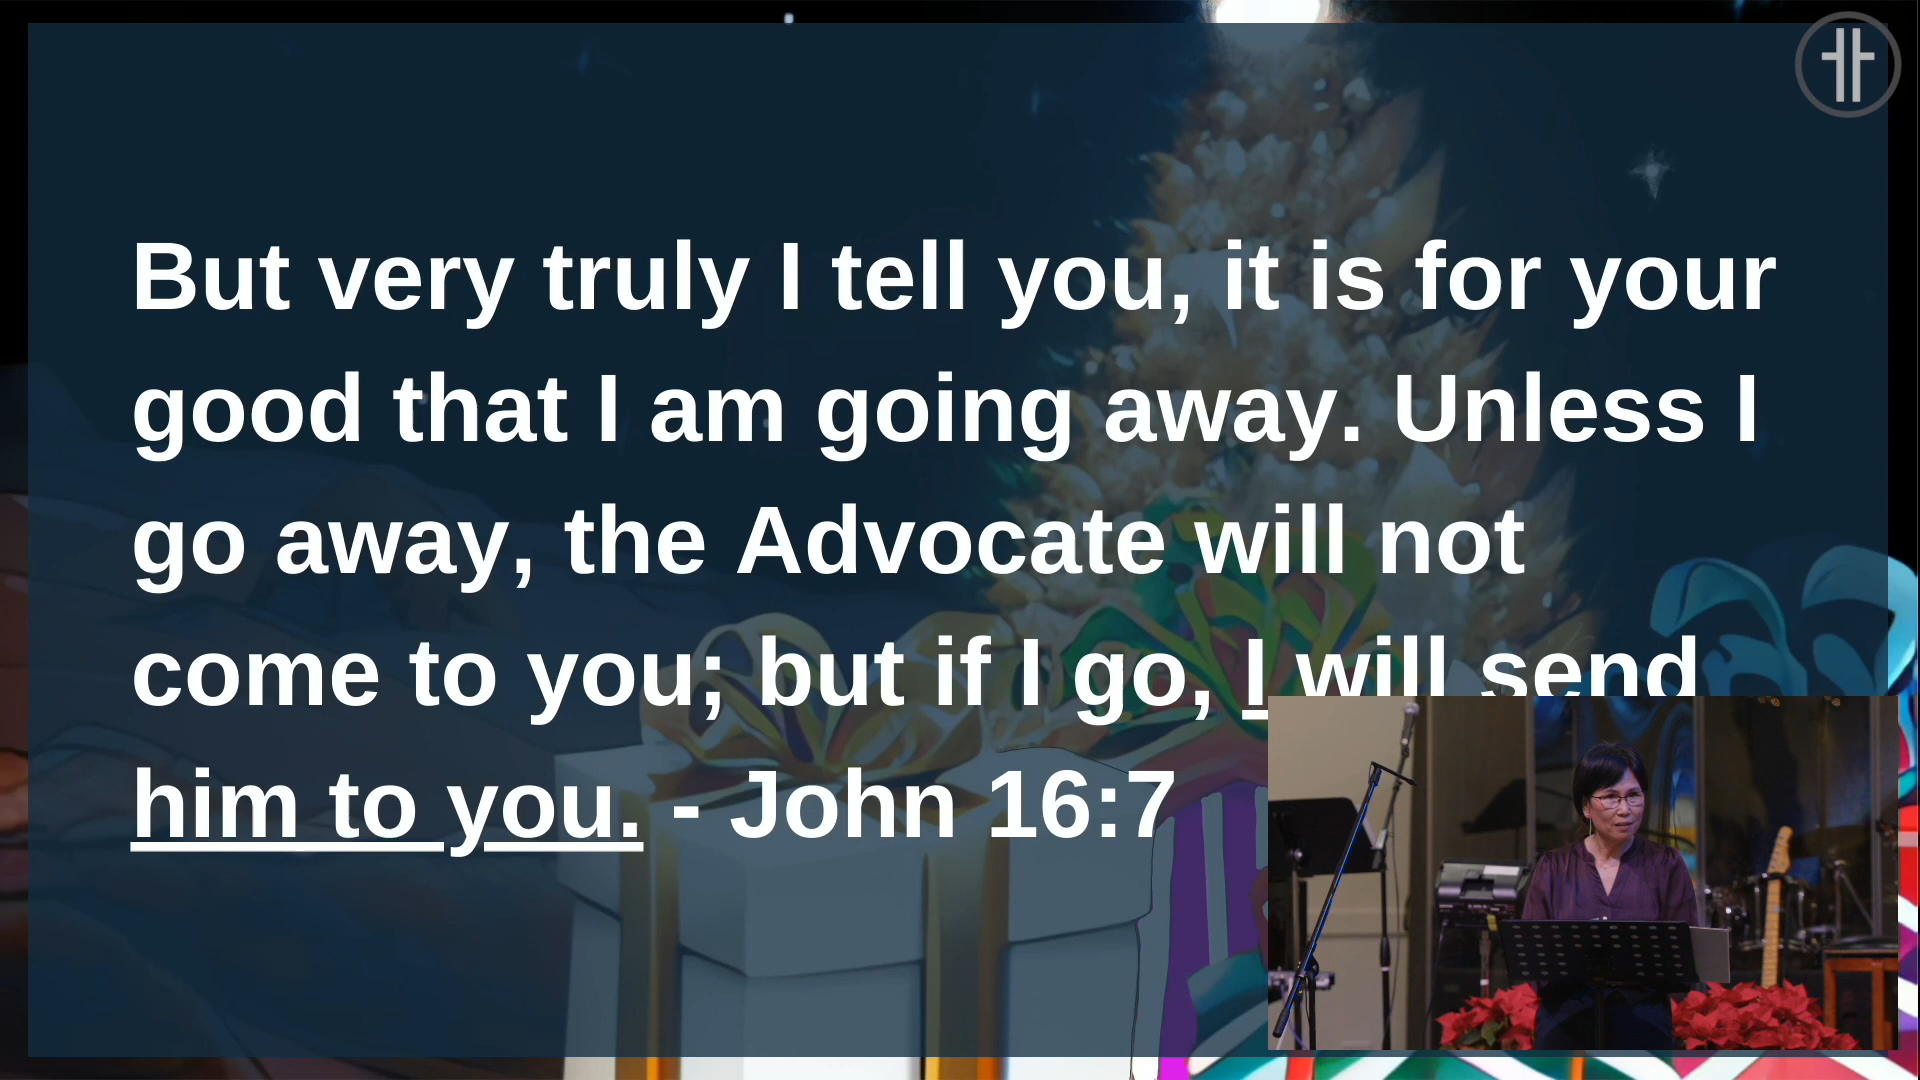 But very truly I tell you, it is for your
good that I am going away. Unless I
go away, the Advocate will not
come to you; but if I go, I will send
him to you. - John 16:7